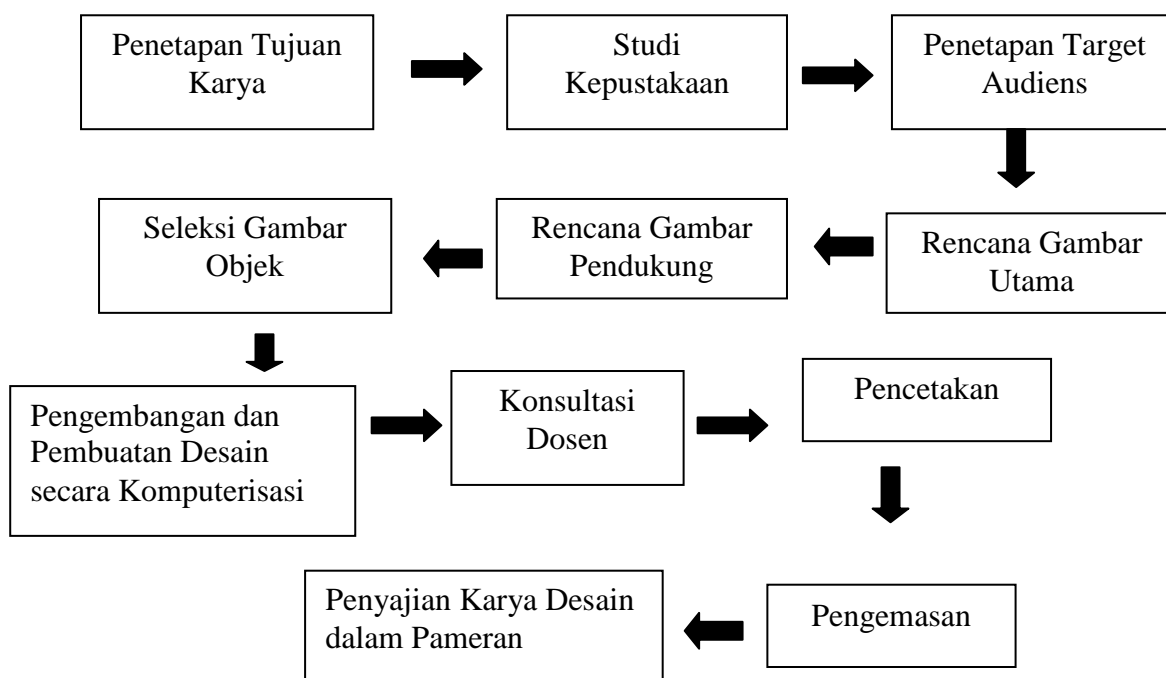 Penetapan Tujuan
Karya
Studi
Kepustakaan
Penetapan Target
Audiens
Rencana Gambar
Utama
Rencana Gambar
Pendukung
Seleksi Gambar
Objek
Pengembangan dan
Pembuatan Desain
secara Komputerisasi
Konsultasi
Dosen
Pencetakan
Pengemasan
Penyajian Karya Desain
dalam Pameran